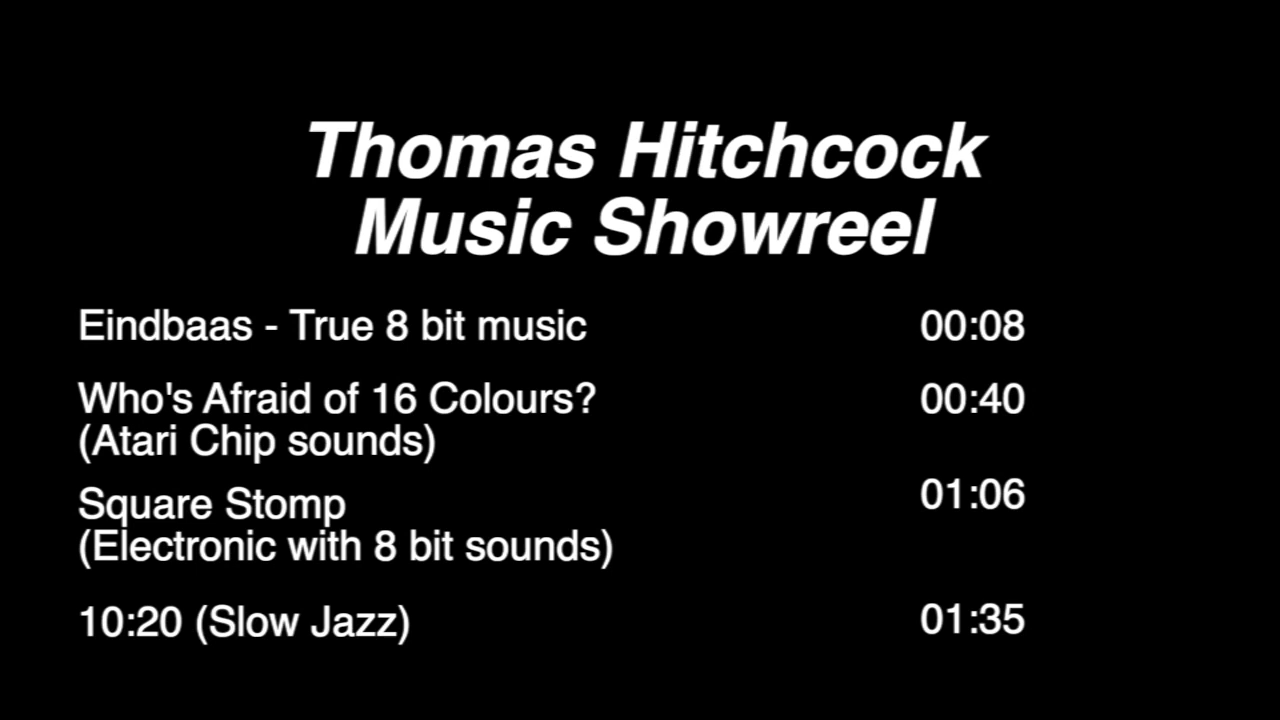 Thomas Hitchcock
Music Showreel
Eindbaas - True 8 bit music 00:08
Who's Afraid of 16 Colours? 00:40
(Atari Chip sounds)
Square Stomp 01:06
(Electronic with 8 bit sounds)
10:20 (Slow Jazz) 01:35